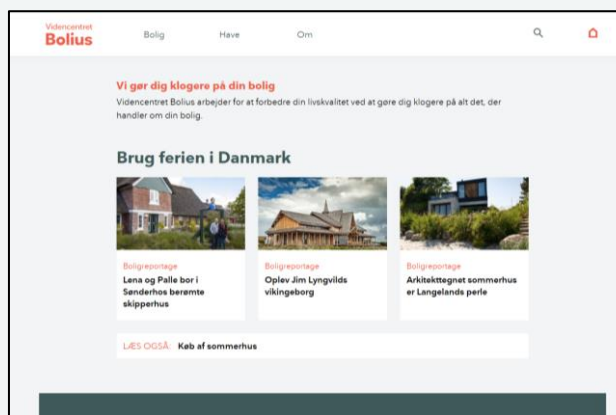 Videncentret
Bolius
Bolig
Have
Om
Vi gør dig klogere på din bolig
Videncentret Bolius arbejder for at forbedre din livskvalitet ved at gøre dig klogere på alt det, der
handler om din bolig.
Brug ferien i Danmark
Boligreportage
Lena og Palle bor i
Sønderhos berømte
skipperhus
Boligreportage
Oplev Jim Lyngvilds
vikingeborg
Boligreportage
Arkitekttegnet sommerhus
er Langelands perle
LÆS OGSÅ: Køb af sommerhus